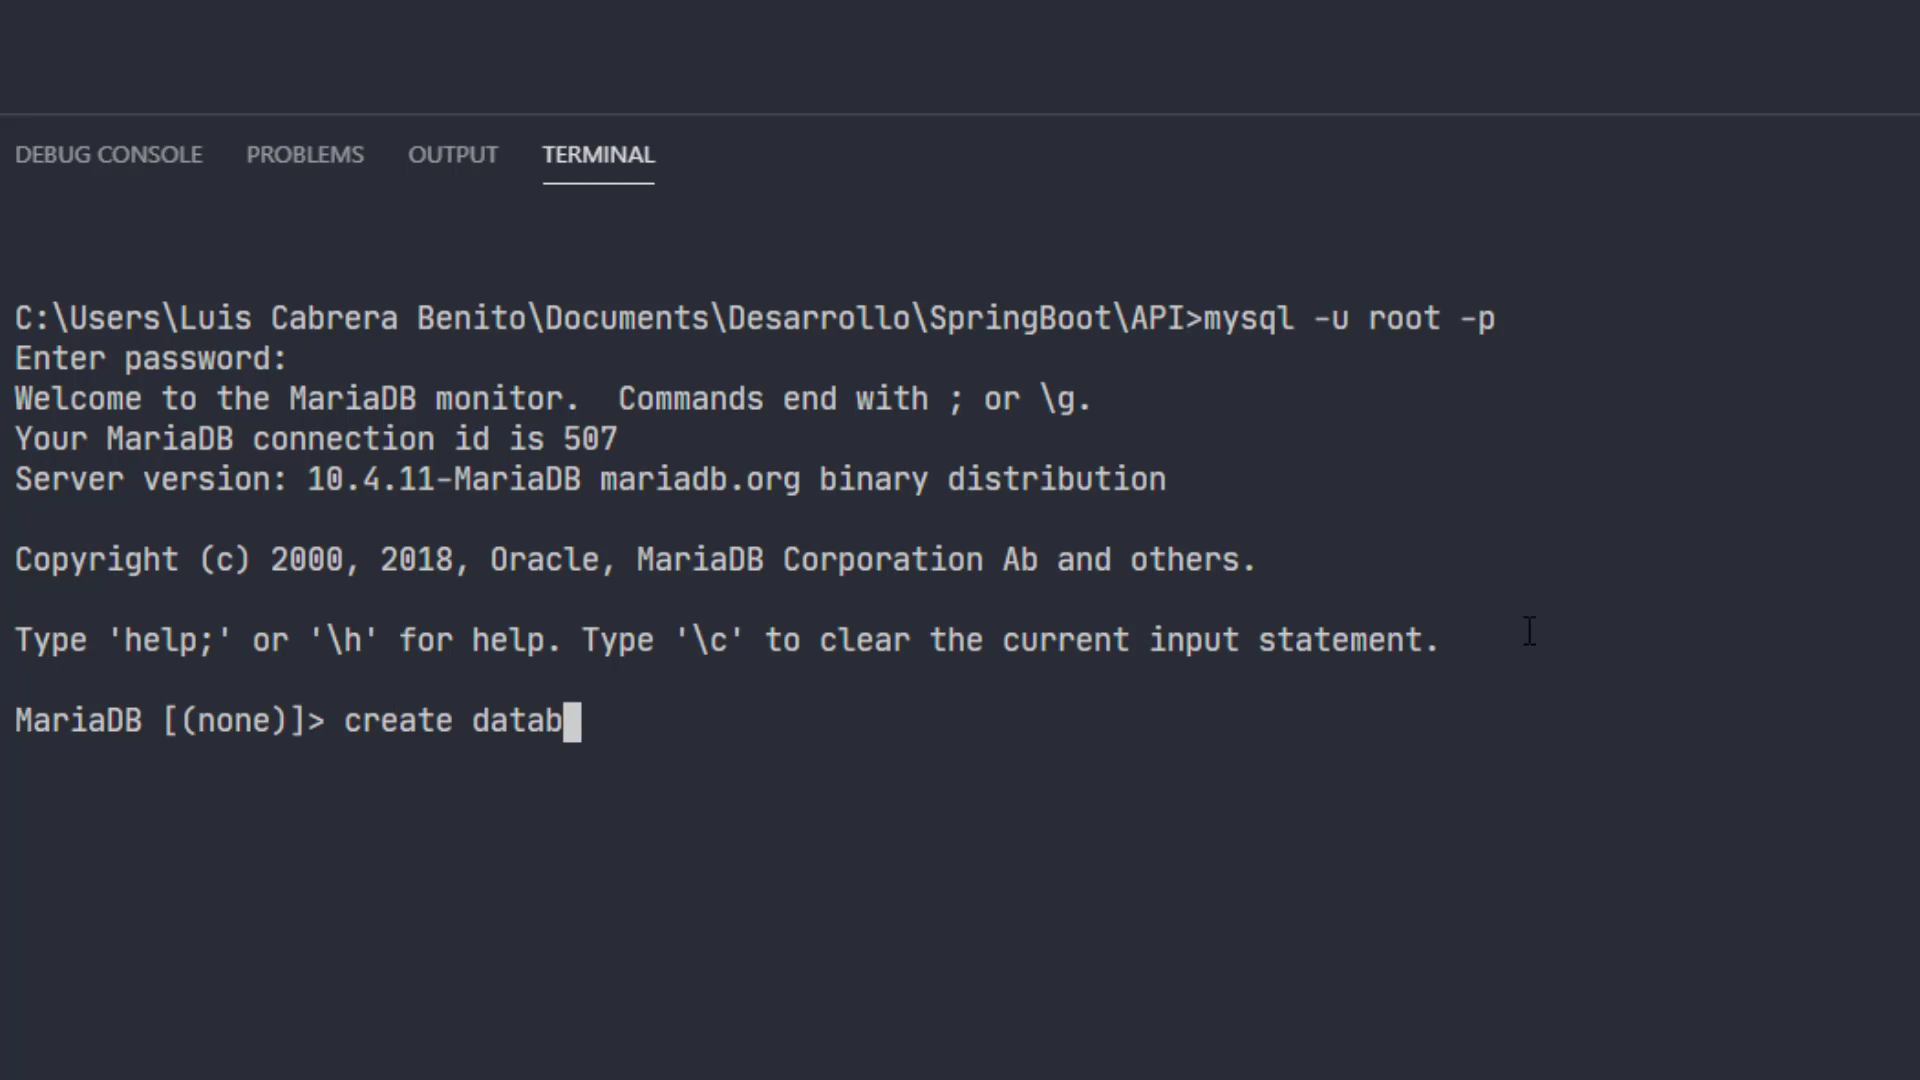 DEBUG CONSOLE PROBLEMS OUTPUT TERMINAL
C:\Users\Luis Cabrera Benito\Documents\Desarrollo\SpringBoot\API>mysql -u root -p
Enter password:
Welcome to the MariaDB monitor.  Commands end with ; or \g.
Your MariaDB connection id is 507
Server version: 10.4.11-MariaDB mariadb.org binary distribution
Copyright (c) 2000, 2018, Oracle, MariaDB Corporation Ab and others.
Type 'help;' or '\h' for help. Type '\c' to clear the current input statement.
MariaDB [(none)]> create datab